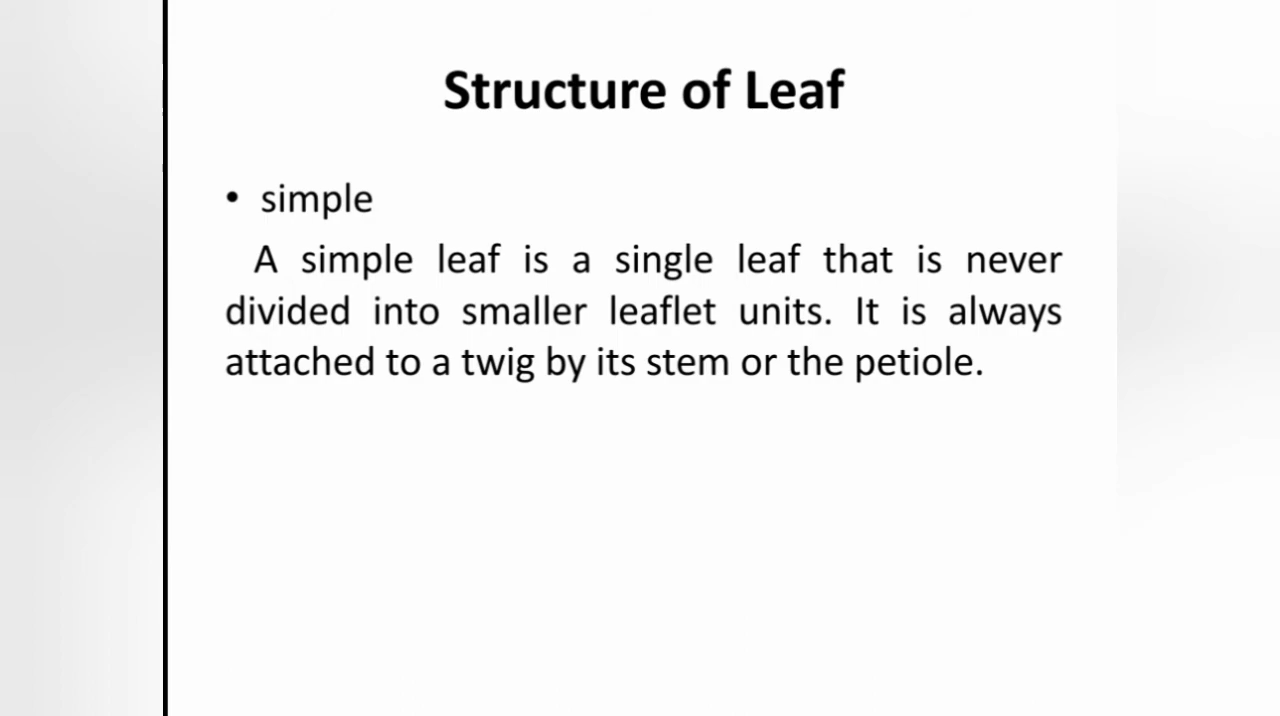 Structure of Leaf
• simple
A simple leaf is a single leaf that is never
divided into smaller leaflet units. It is always
attached to a twig by its stem or the petiole.